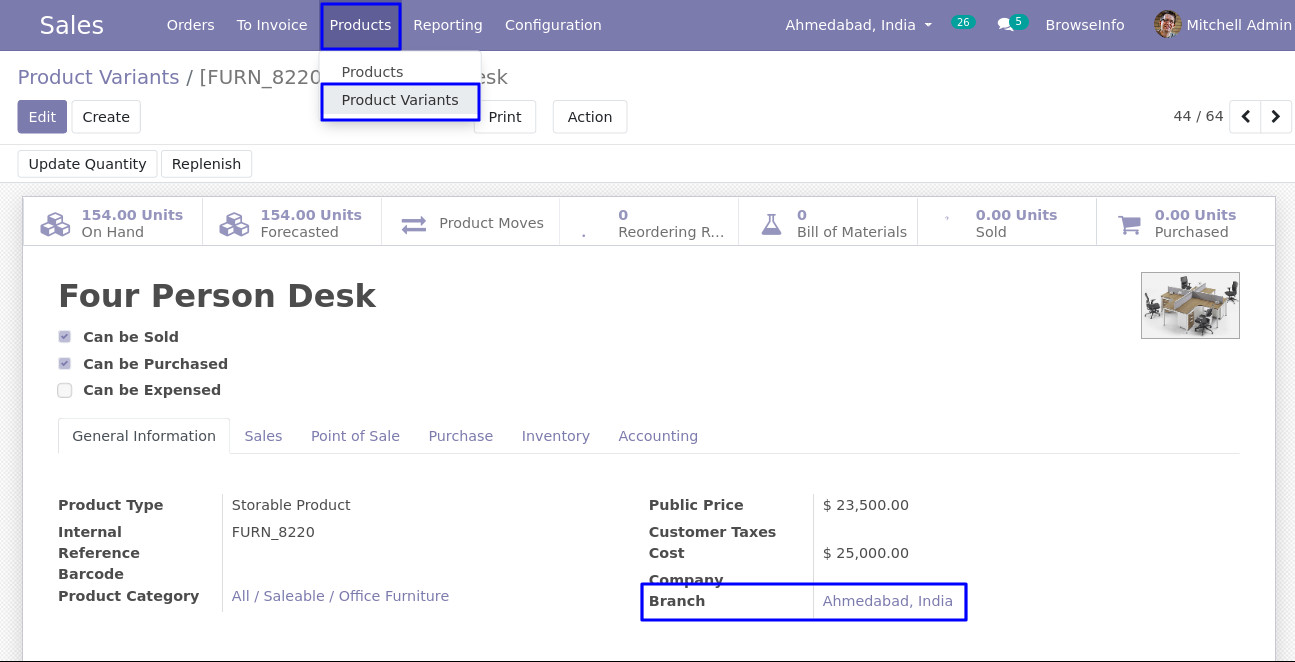 Sales Orders To Invoice Products Reporting Configuration Ahmedabad, India 26 5 BrowseInfo Mitchell Admin
Products
Product Variants
Product Variants / [FURN_8220 esk
Edit Create Print Action 44 / 64
Update Quantity Replenish
154.00 Units
On Hand
154.00 Units
Forecasted
Product Moves
0
Reordering R...
0
Bill of Materials
0.00 Units
Sold
0.00 Units
Purchased
Four Person Desk
Can be Sold
Can be Purchased
Can be Expensed
General Information Sales Point of Sale Purchase Inventory Accounting
Product Type Storable Product
Internal Reference FURN_8220
Barcode
Product Category All / Saleable / Office Furniture
Public Price $ 23,500.00
Customer Taxes
Cost $ 25,000.00
Company
Branch Ahmedabad, India